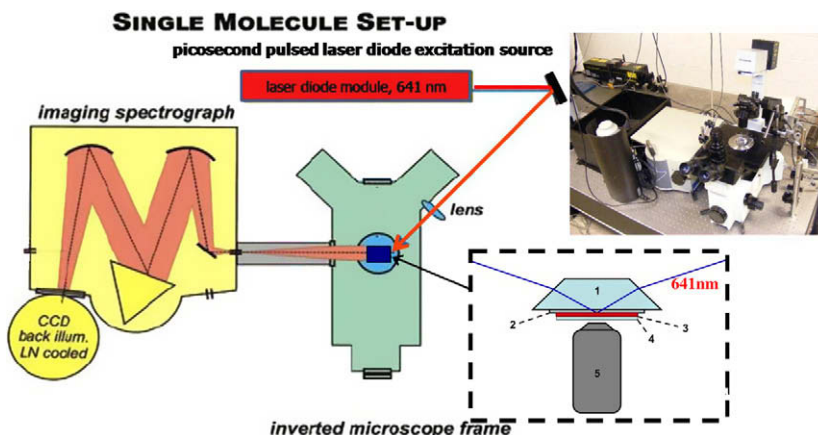 SINGLE MOLECULE SET-UP
picosecond pulsed laser diode excitation source
laser diode module, 641 nm
imaging spectrograph
lens
CCD
back illum.
LN cooled
641nm
1
2
3
4
5
inverted microscope frame